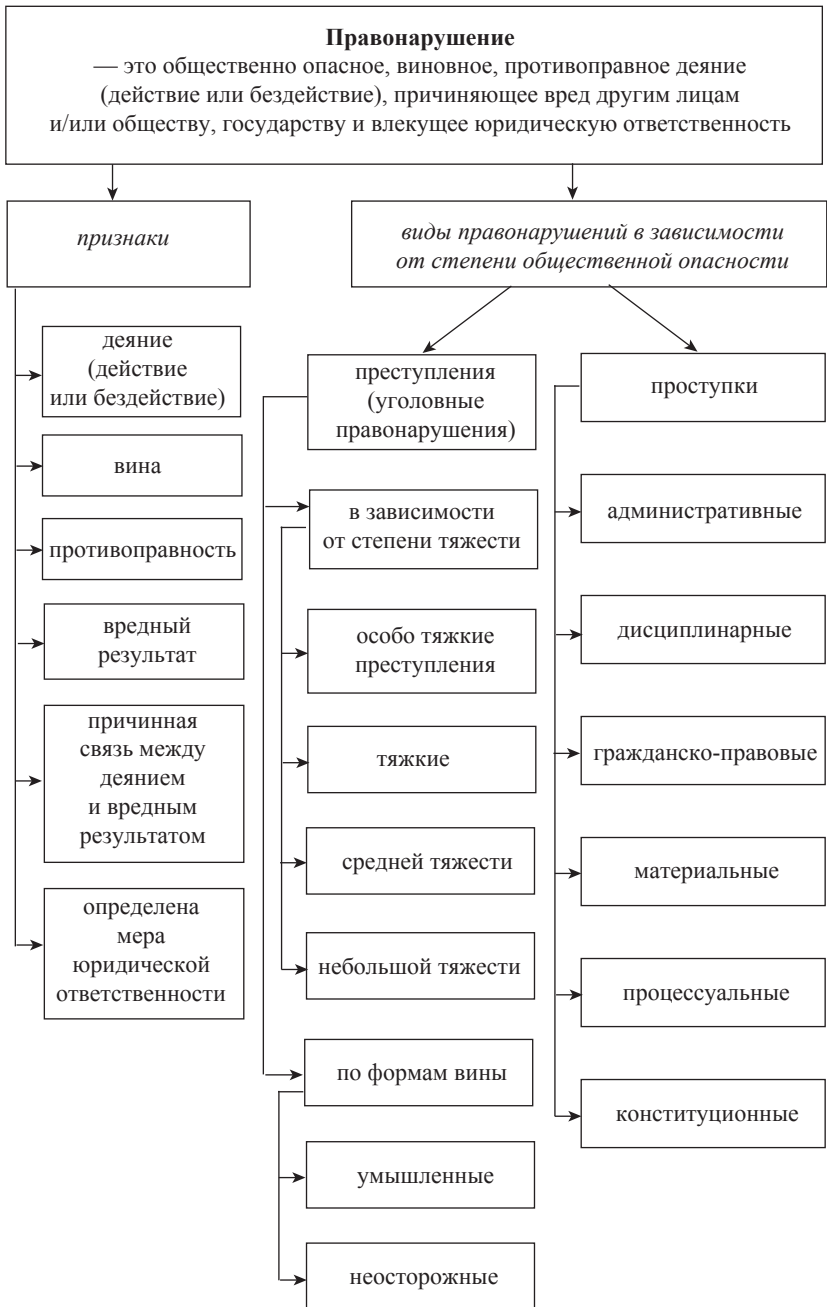 Правонарушение
— это общественно опасное, виновное, противоправное деяние
(действие или бездействие), причиняющее вред другим лицам
и/или обществу, государству и влекущее юридическую ответственность
признаки
деяние
(действие
или бездействие)
вина
противоправность
вредный
результат
причинная
связь между
деянием
и вредным
результатом
определена
мера
юридической
ответственности
виды правонарушений в зависимости
от степени общественной опасности
преступления
(уголовные
правонарушения)
в зависимости
от степени тяжести
особо тяжкие
преступления
тяжкие
средней тяжести
небольшой тяжести
по формам вины
умышленные
неосторожные
проступки
административные
дисциплинарные
гражданско-правовые
материальные
процессуальные
конституционные